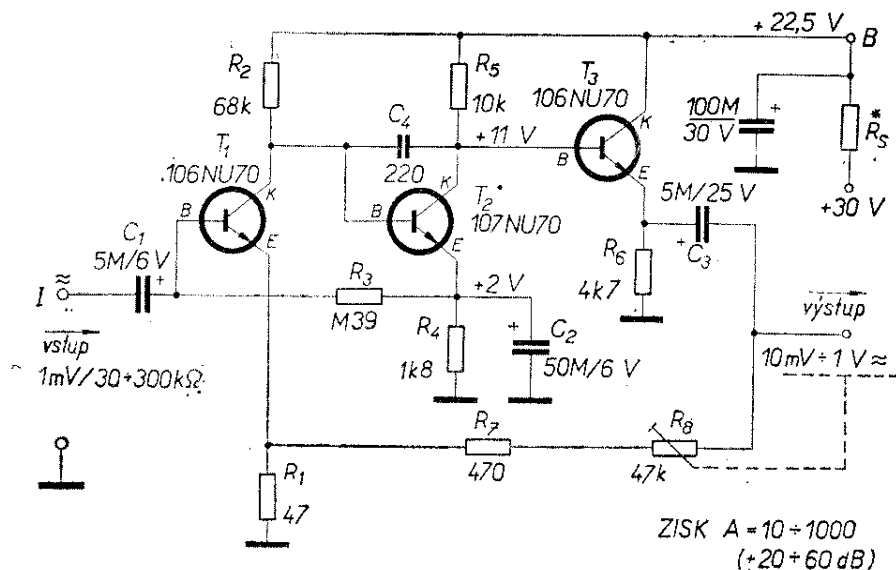 + 22,5 V
B
R2
68k
R5
10k
T3
106NU70
K
B
E
100M
30 V
+
RS*
+30 V
C4
220
+11 V
T1
106NU70
K
B
E
K
B
E
T2
107NU70
5M/25 V
+
C3
C1
5M/6 V
+
I
≈
vstup
1mV/30÷300kΩ
R3
M39
+2 V
R4
1k8
+
C2
50M/6 V
R6
4k7
výstup
10mV÷1 V≈
R7
470
R8
47k
R1
47
ZISK A = 10÷1000
(+20÷60 dB)